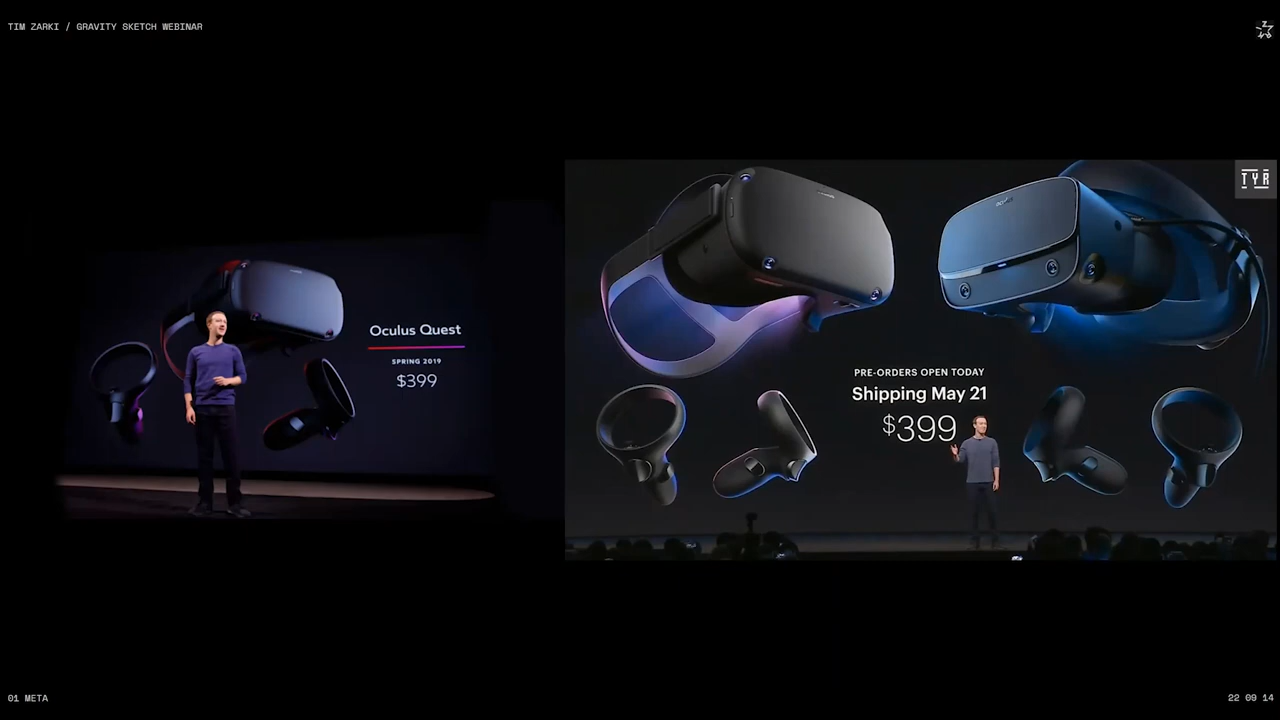 TIM ZARKI / GRAVITY SKETCH WEBINAR
Oculus Quest
SPRING 2019
$399
TYR
PRE-ORDERS OPEN TODAY
Shipping May 21
$399
01 META
22 09 14